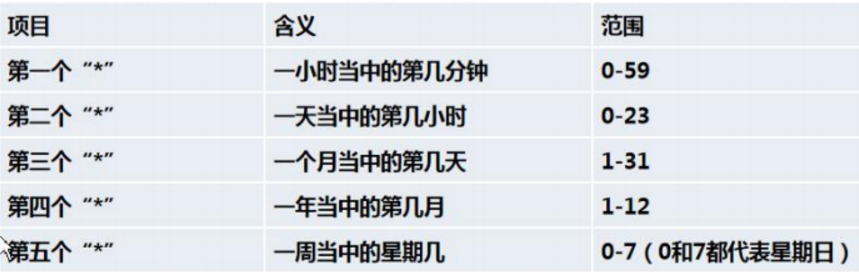 项目 含义 范围
第一个“*” 一小时当中的第几分钟 0-59
第二个“*” 一天当中的第几小时 0-23
第三个“*” 一个月当中的第几天 1-31
第四个“*” 一年当中的第几月 1-12
第五个“*” 一周当中的星期几 0-7（0和7都代表星期日）